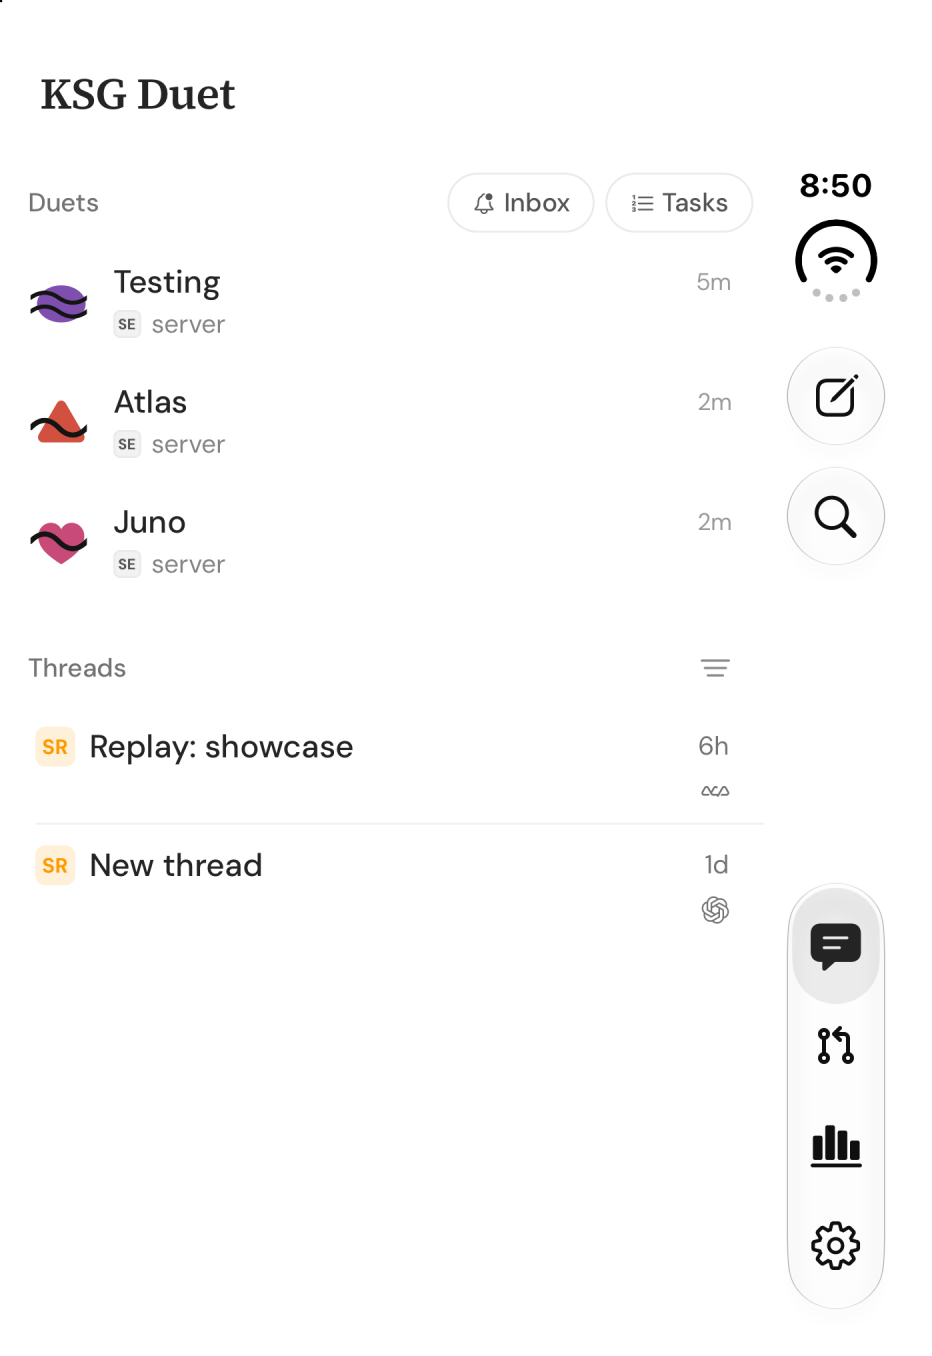 KSG Duet
8:50
Duets
Inbox
Tasks
Testing
5m
SE server
Atlas
2m
SE server
Juno
2m
SE server
Threads
SR Replay: showcase
6h
SR New thread
1d